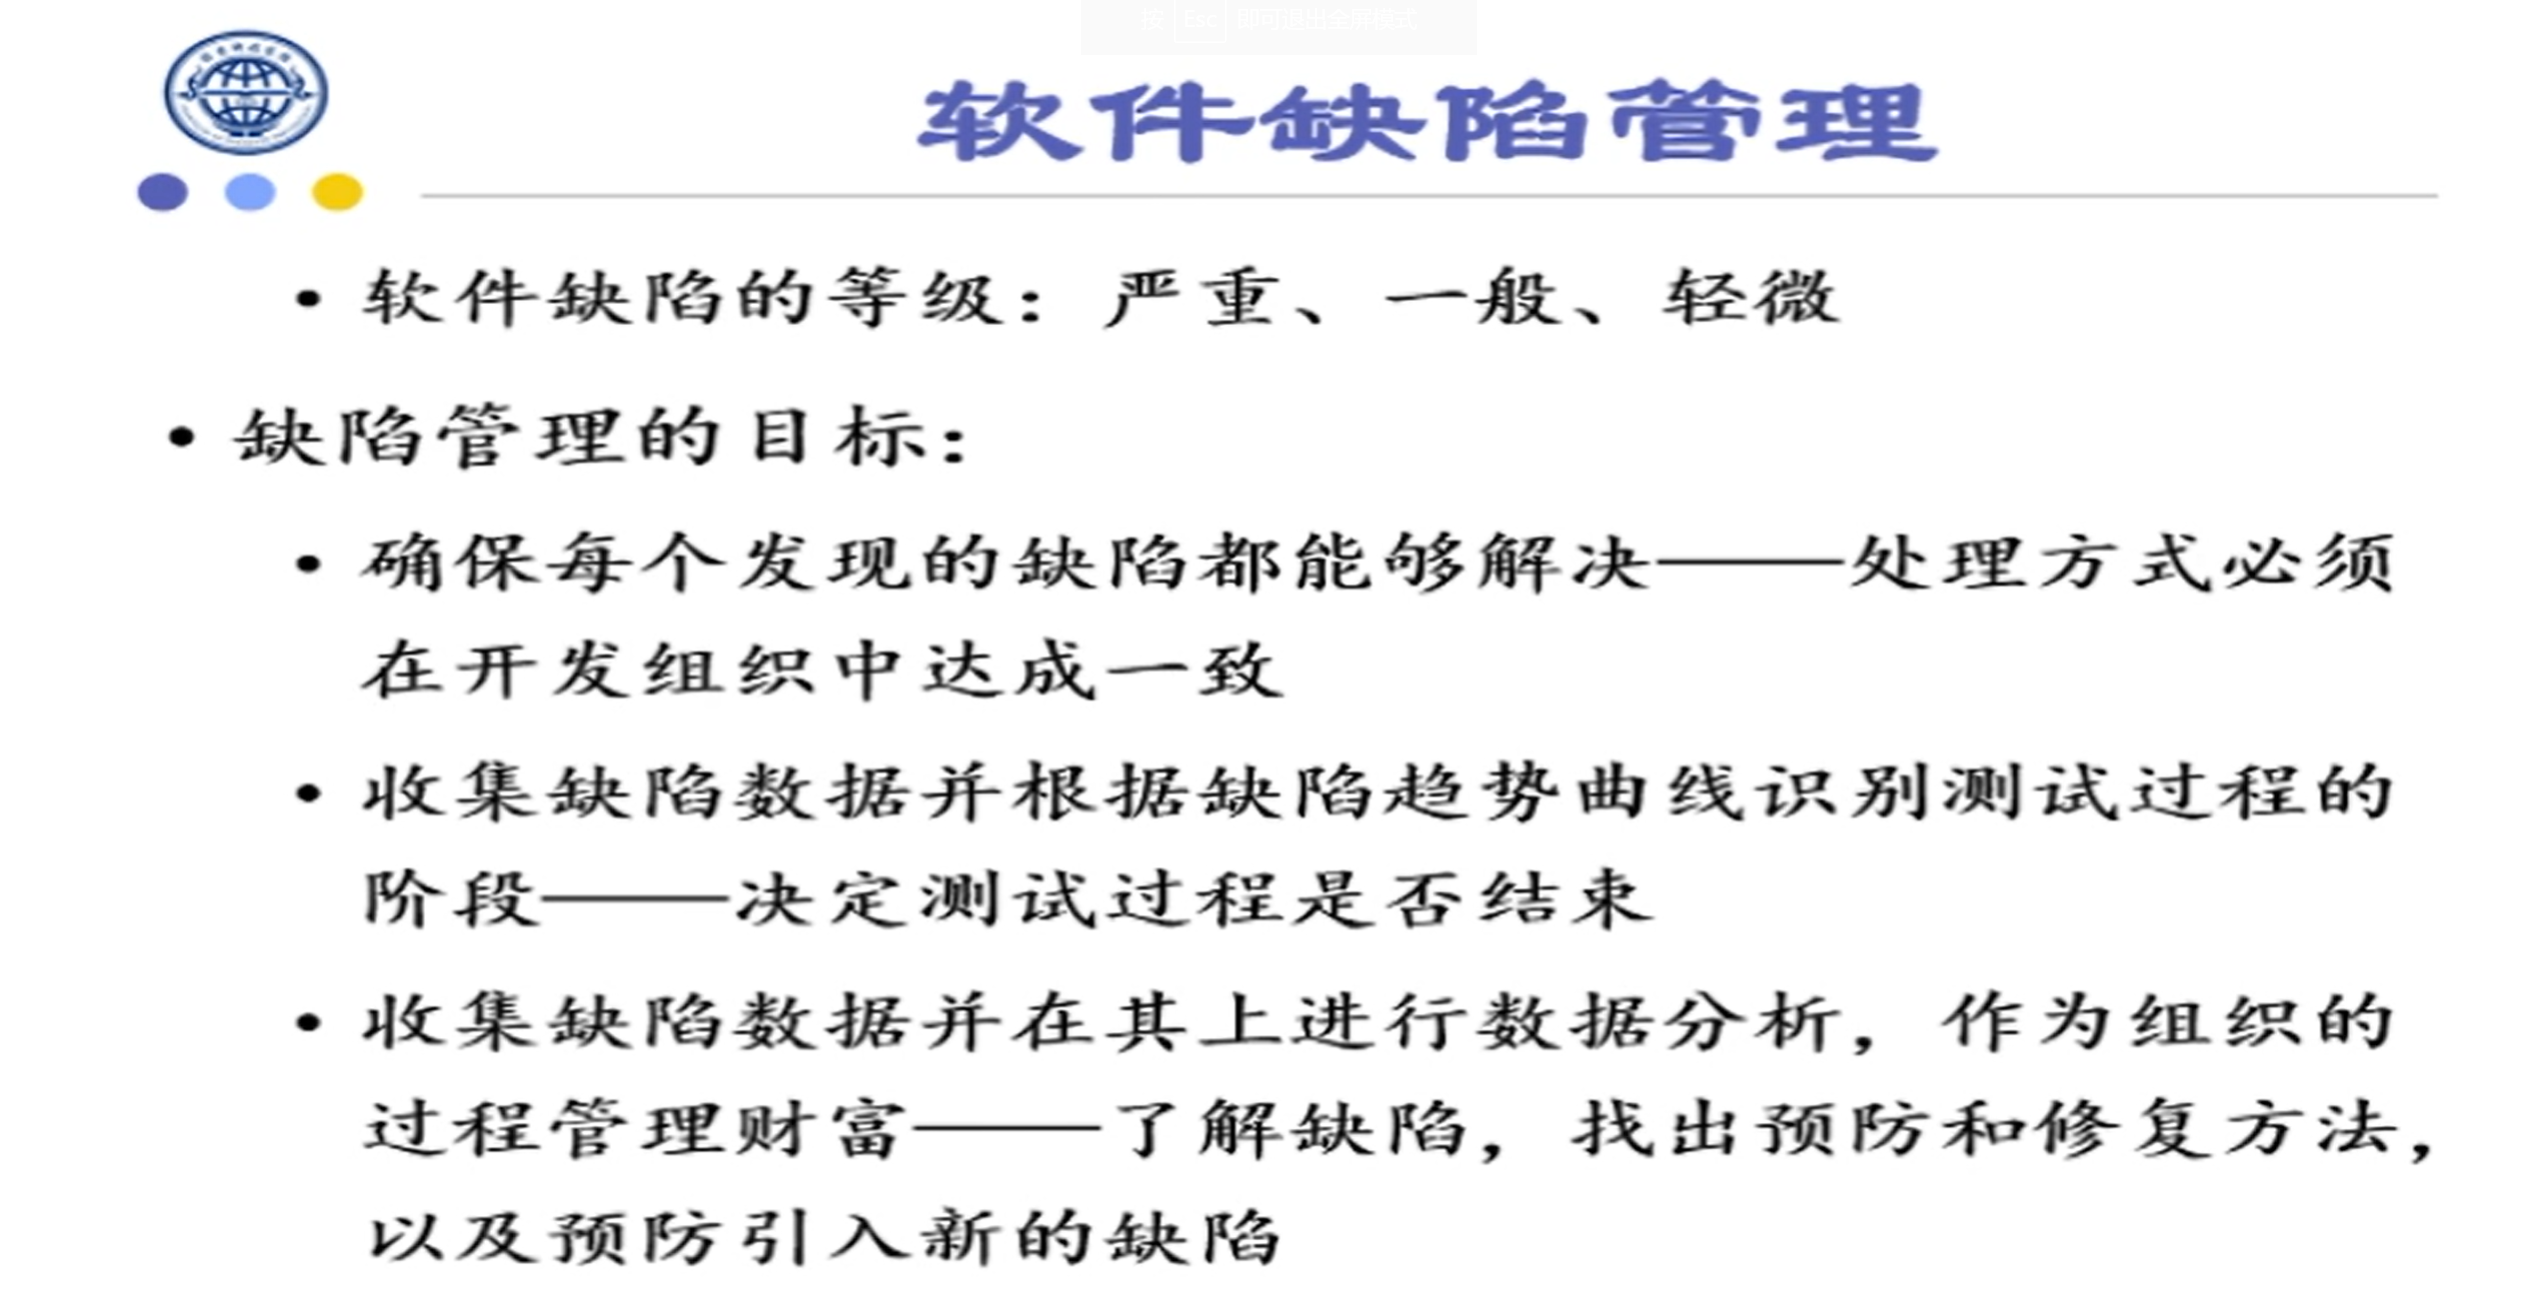 按 Esc 即可退出全屏模式
软件缺陷管理
• 软件缺陷的等级：严重、一般、轻微
• 缺陷管理的目标：
• 确保每个发现的缺陷都能够解决——处理方式必须
在开发组织中达成一致
• 收集缺陷数据并根据缺陷趋势曲线识别测试过程的
阶段——决定测试过程是否结束
• 收集缺陷数据并在其上进行数据分析，作为组织的
过程管理财富——了解缺陷，找出预防和修复方法，
以及预防引入新的缺陷